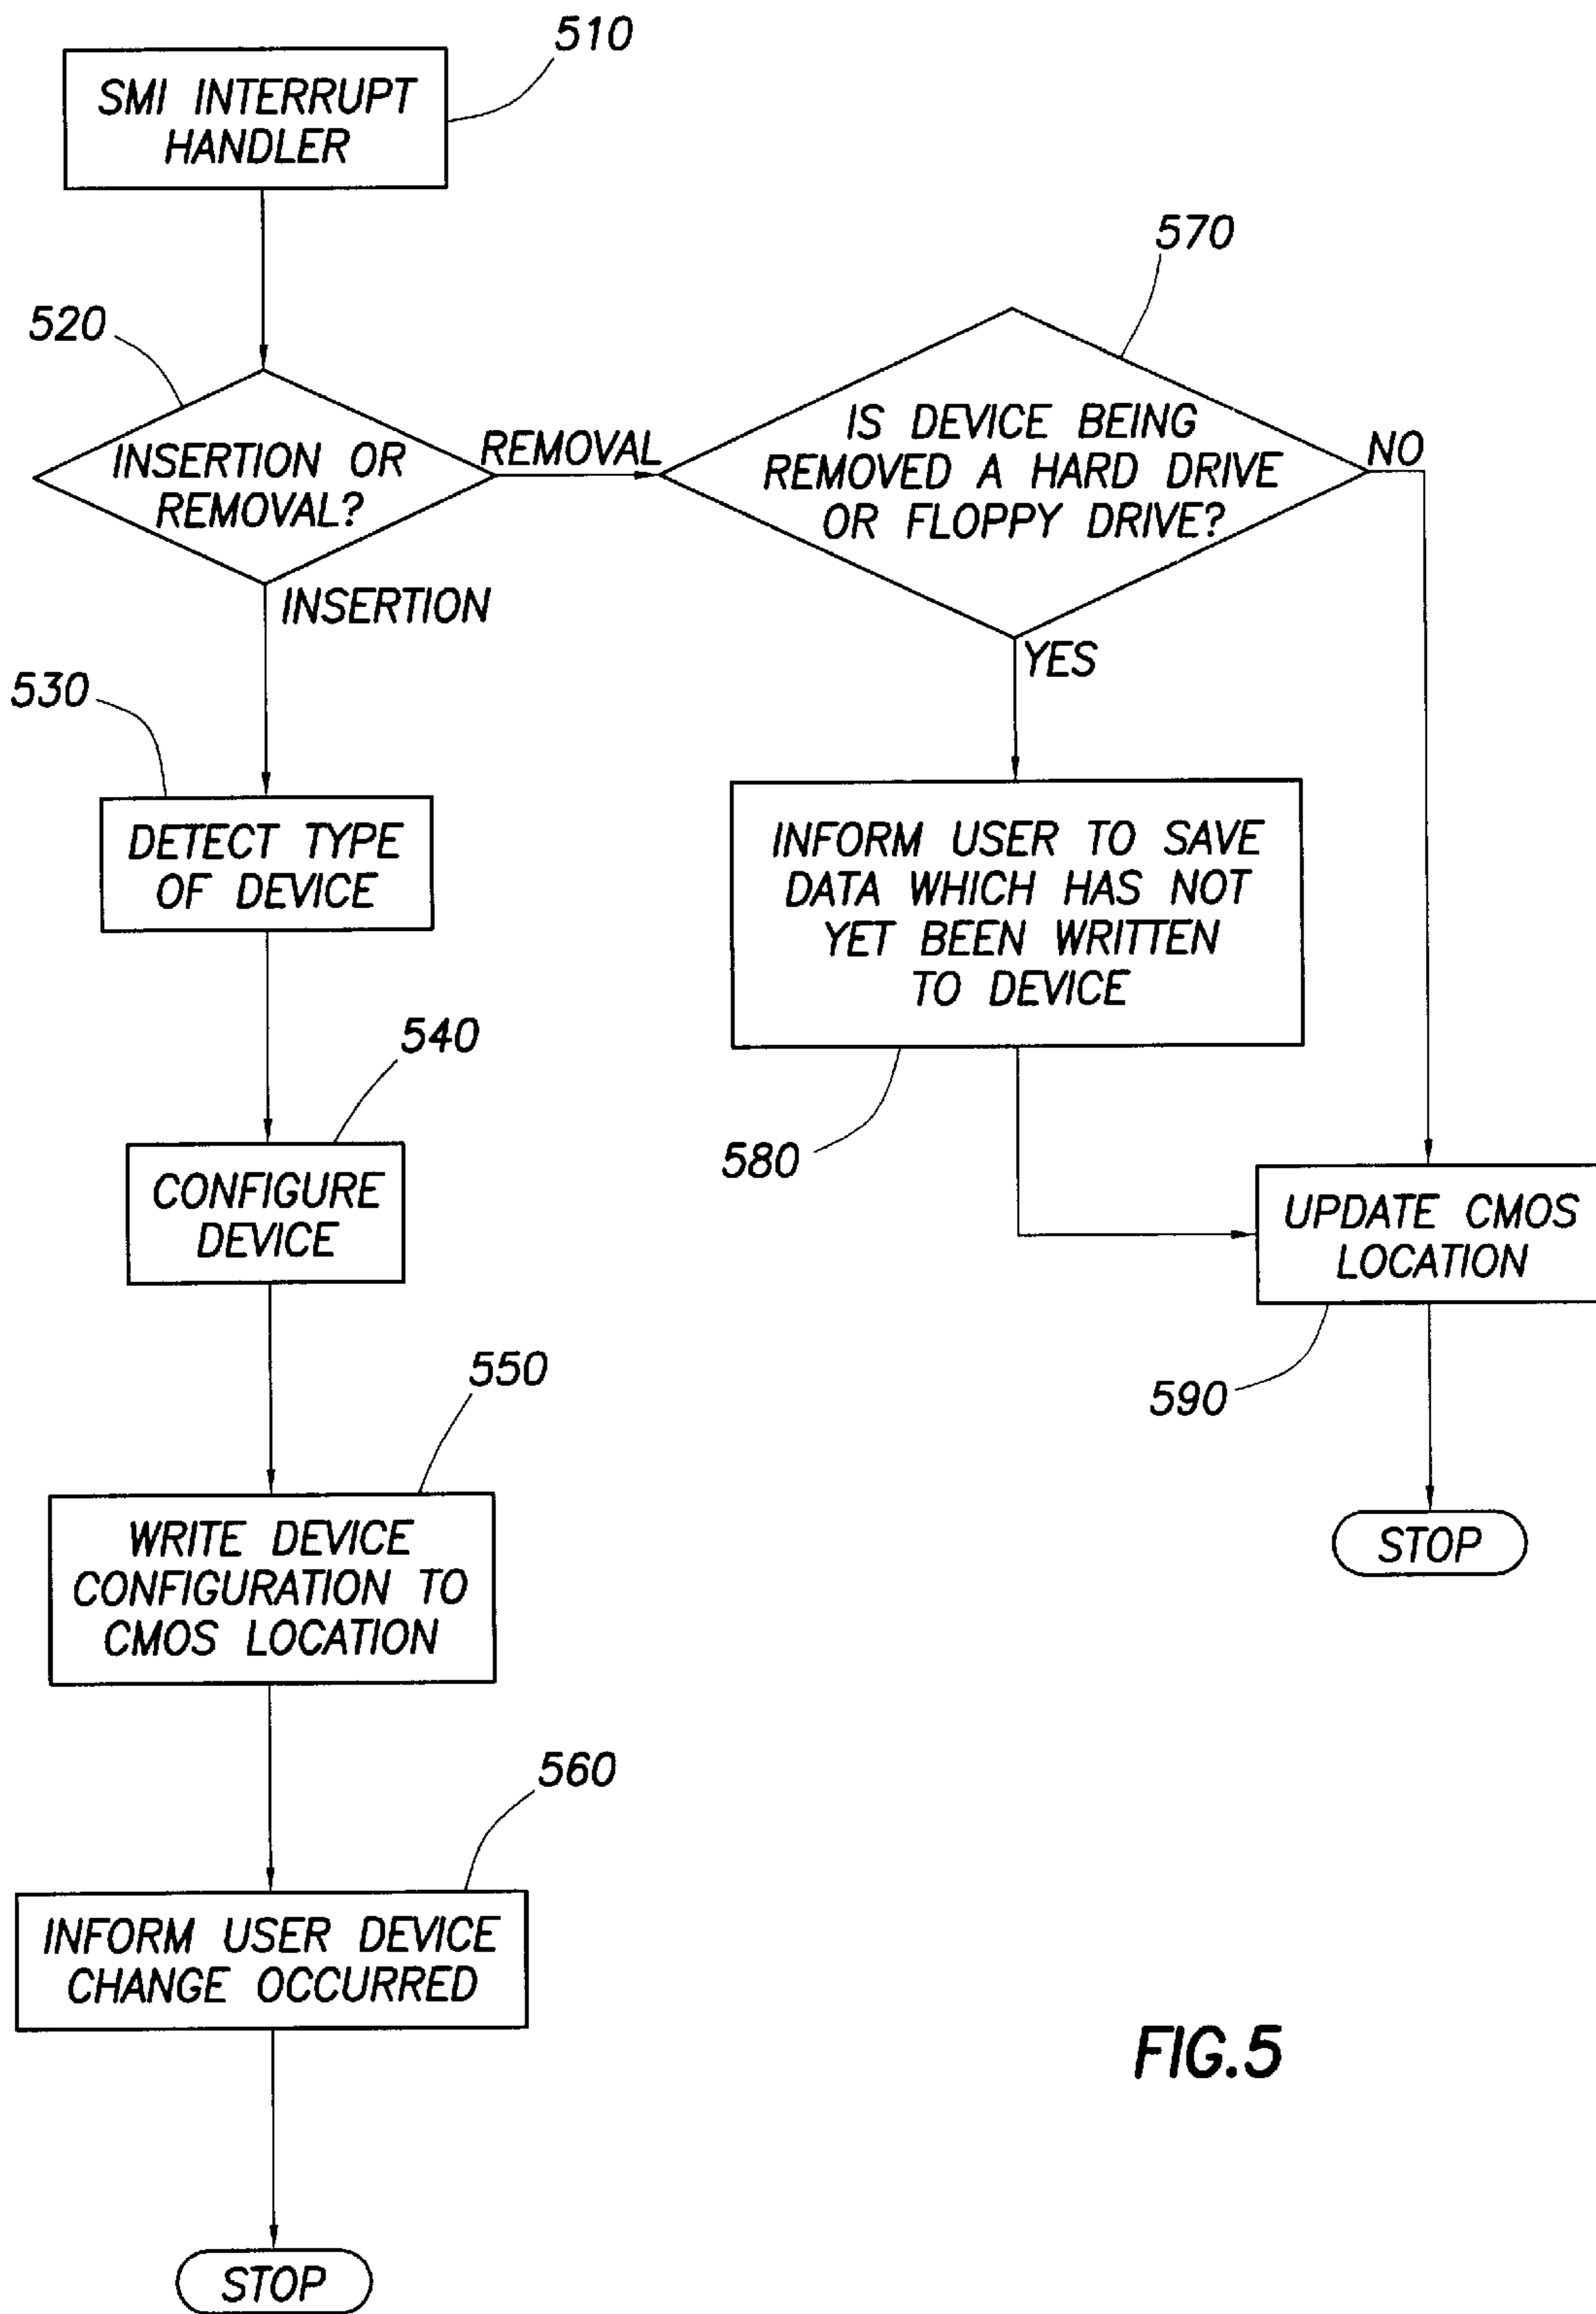 510
SMI INTERRUPT
HANDLER
520
INSERTION OR
REMOVAL?
REMOVAL
INSERTION
570
IS DEVICE BEING
REMOVED A HARD DRIVE
OR FLOPPY DRIVE?
NO
YES
530
DETECT TYPE
OF DEVICE
540
CONFIGURE
DEVICE
550
WRITE DEVICE
CONFIGURATION TO
CMOS LOCATION
560
INFORM USER DEVICE
CHANGE OCCURRED
STOP
INFORM USER TO SAVE
DATA WHICH HAS NOT
YET BEEN WRITTEN
TO DEVICE
580
UPDATE CMOS
LOCATION
590
STOP
FIG.5